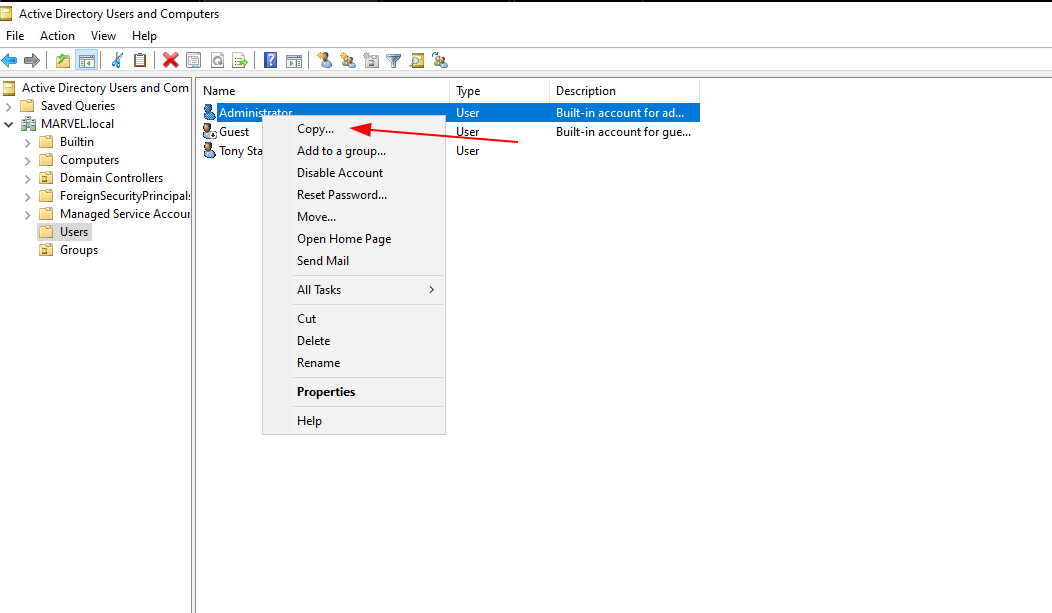 Active Directory Users and Computers
File Action View Help
Active Directory Users and Com
Saved Queries
MARVEL.local
Builtin
Computers
Domain Controllers
ForeignSecurityPrincipals
Managed Service Accour
Users
Groups
Name Type Description
Administrator User Built-in account for ad...
Guest User Built-in account for gue...
Tony Sta User
Copy...
Add to a group...
Disable Account
Reset Password...
Move...
Open Home Page
Send Mail
All Tasks
Cut
Delete
Rename
Properties
Help